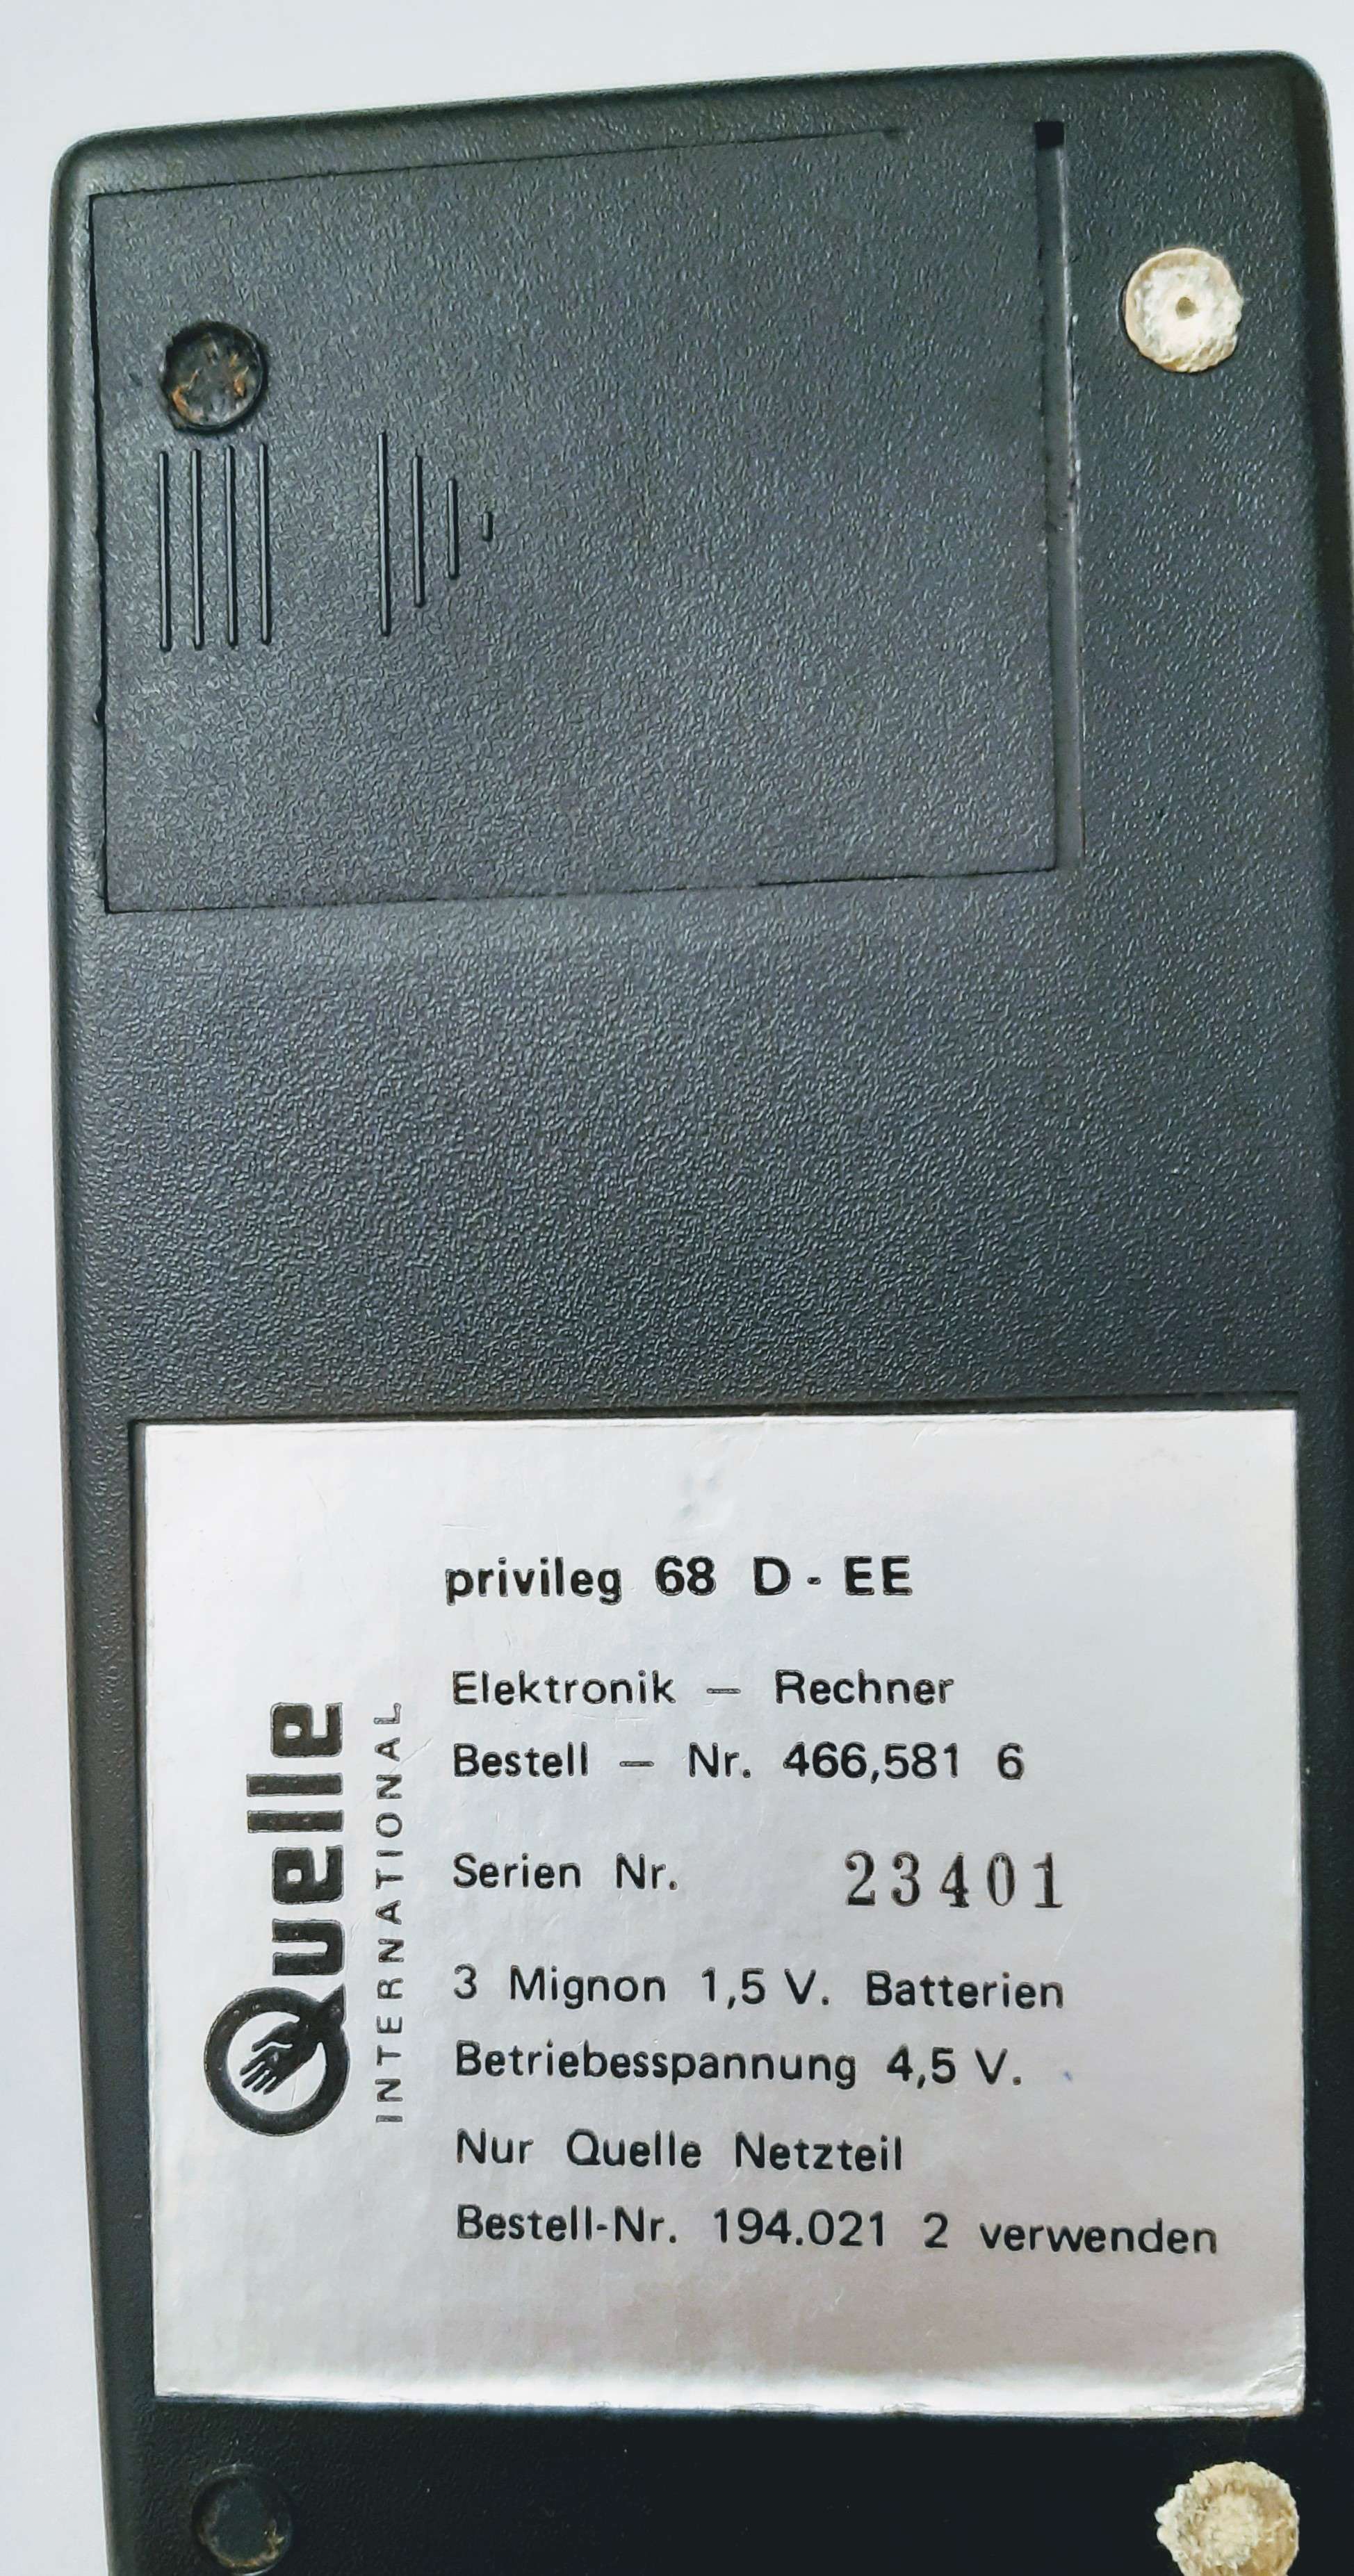 privileg 68 D - EE
Elektronik — Rechner
Bestell — Nr. 466,581 6
Serien Nr. 23401
3 Mignon 1,5 V. Batterien
Betriebesspannung 4,5 V.
Nur Quelle Netzteil
Bestell-Nr. 194.021 2 verwenden
Quelle
INTERNATIONAL